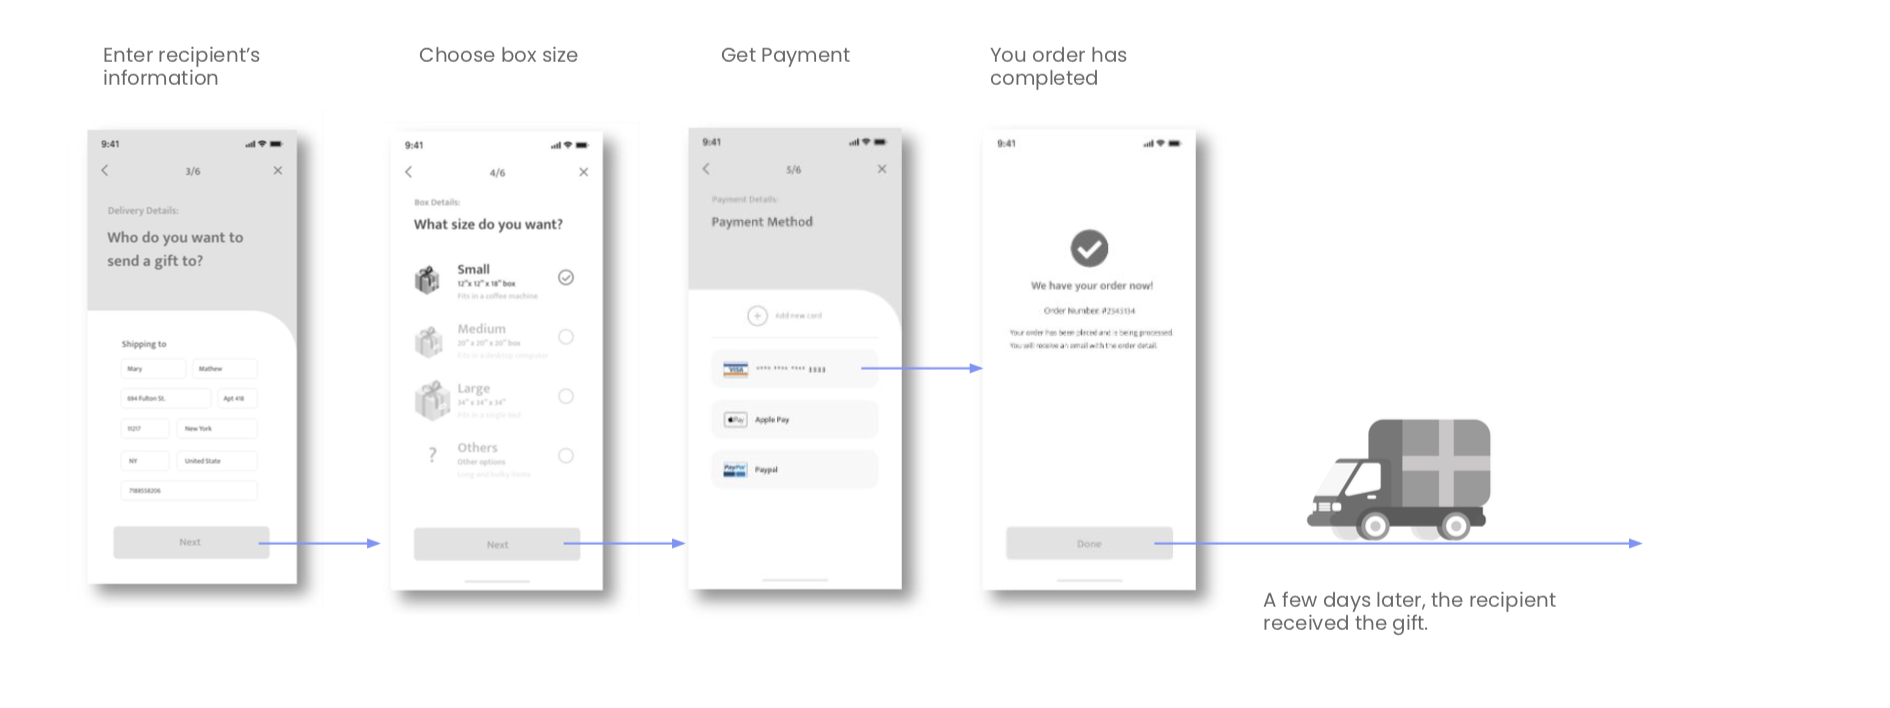 Enter recipient's
information
Choose box size
Get Payment
You order has
completed
9:41
3/6
Delivery Details:
Who do you want to
send a gift to?
Shipping to
Mary
Mathew
694 Fulton St.
Apt 418
11217
New York
NY
United State
7188558206
Next
9:41
4/6
Box Details:
What size do you want?
Small
12"x 12"x 18" box
Fits in a coffee machine
Medium
20" x 20" x 20" box
Fits in a desktop computer
Large
34" x 34" x 34"
Fits in a single bed
?
Others
Other options
Long and bulky items
Next
9:41
5/6
Payment Details:
Payment Method
Add new card
VISA
**** **** **** 3333
Pay
Apple Pay
PayPal
Paypal
9:41
We have your order now!
Order Number: #2343134
Your order has been placed and is being processed.
You will receive an email with the order detail.
Done
A few days later, the recipient
received the gift.